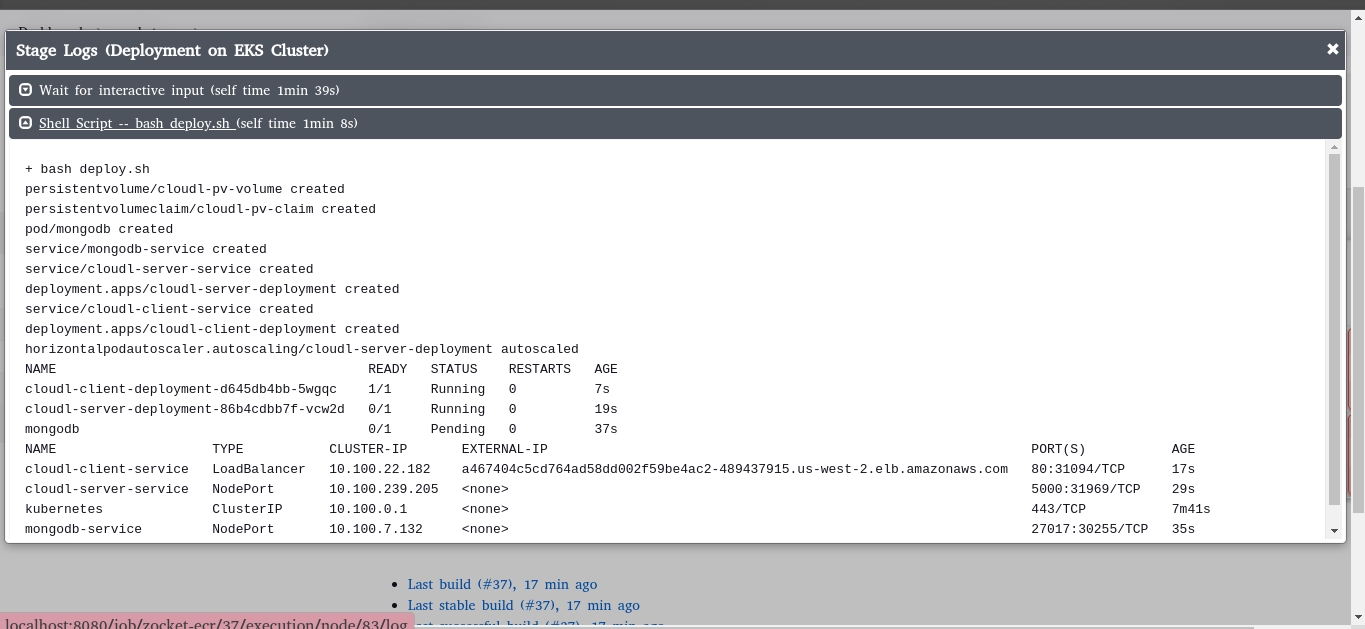 Stage Logs (Deployment on EKS Cluster)
Wait for interactive input (self time 1min 39s)
Shell Script -- bash deploy.sh (self time 1min 8s)
+ bash deploy.sh
persistentvolume/cloudl-pv-volume created
persistentvolumeclaim/cloudl-pv-claim created
pod/mongodb created
service/mongodb-service created
service/cloudl-server-service created
deployment.apps/cloudl-server-deployment created
service/cloudl-client-service created
deployment.apps/cloudl-client-deployment created
horizontalpodautoscaler.autoscaling/cloudl-server-deployment autoscaled
NAME READY STATUS RESTARTS AGE
cloudl-client-deployment-d645db4bb-5wgqc 1/1 Running 0 7s
cloudl-server-deployment-86b4cdbb7f-vcw2d 0/1 Running 0 19s
mongodb 0/1 Pending 0 37s
NAME TYPE CLUSTER-IP EXTERNAL-IP PORT(S) AGE
cloudl-client-service LoadBalancer 10.100.22.182 a467404c5cd764ad58dd002f59be4ac2-489437915.us-west-2.elb.amazonaws.com 80:31094/TCP 17s
cloudl-server-service NodePort 10.100.239.205 <none> 5000:31969/TCP 29s
kubernetes ClusterIP 10.100.0.1 <none> 443/TCP 7m41s
mongodb-service NodePort 10.100.7.132 <none> 27017:30255/TCP 35s
Last build (#37), 17 min ago
Last stable build (#37), 17 min ago
build (#37), 17 min ago
localhost:8080/job/zocket-ecr/37/execution/node/83/log